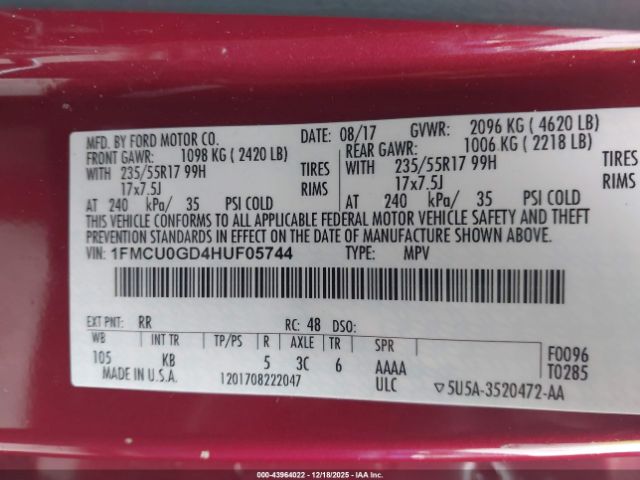 MFD. BY FORD MOTOR CO.
DATE: 08/17 GVWR: 2096 KG ( 4620 LB)
FRONT GAWR: 1098 KG ( 2420 LB) REAR GAWR: 1006 KG ( 2218 LB)
WITH 235/55R17 99H TIRES WITH 235/55R17 99H TIRES
17x7.5J RIMS 17x7.5J RIMS
AT 240 kPa/ 35 PSI COLD AT 240 kPa/ 35 PSI COLD
THIS VEHICLE CONFORMS TO ALL APPLICABLE FEDERAL MOTOR VEHICLE SAFETY AND THEFT
PREVENTION STANDARDS IN EFFECT ON THE DATE OF MANUFACTURE SHOWN ABOVE.
VIN: 1FMCU0GD4HUF05744 TYPE: MPV
EXT PNT: RR RC: 48 DSO:
WB INT TR TP/PS R AXLE TR SPR F0096
105 KB 5 3C 6 AAAA T0285
MADE IN U.S.A. 1201708222047 ULC ▽5U5A-3520472-AA
000-43964022 - 12/18/2025 - IAAI.COM